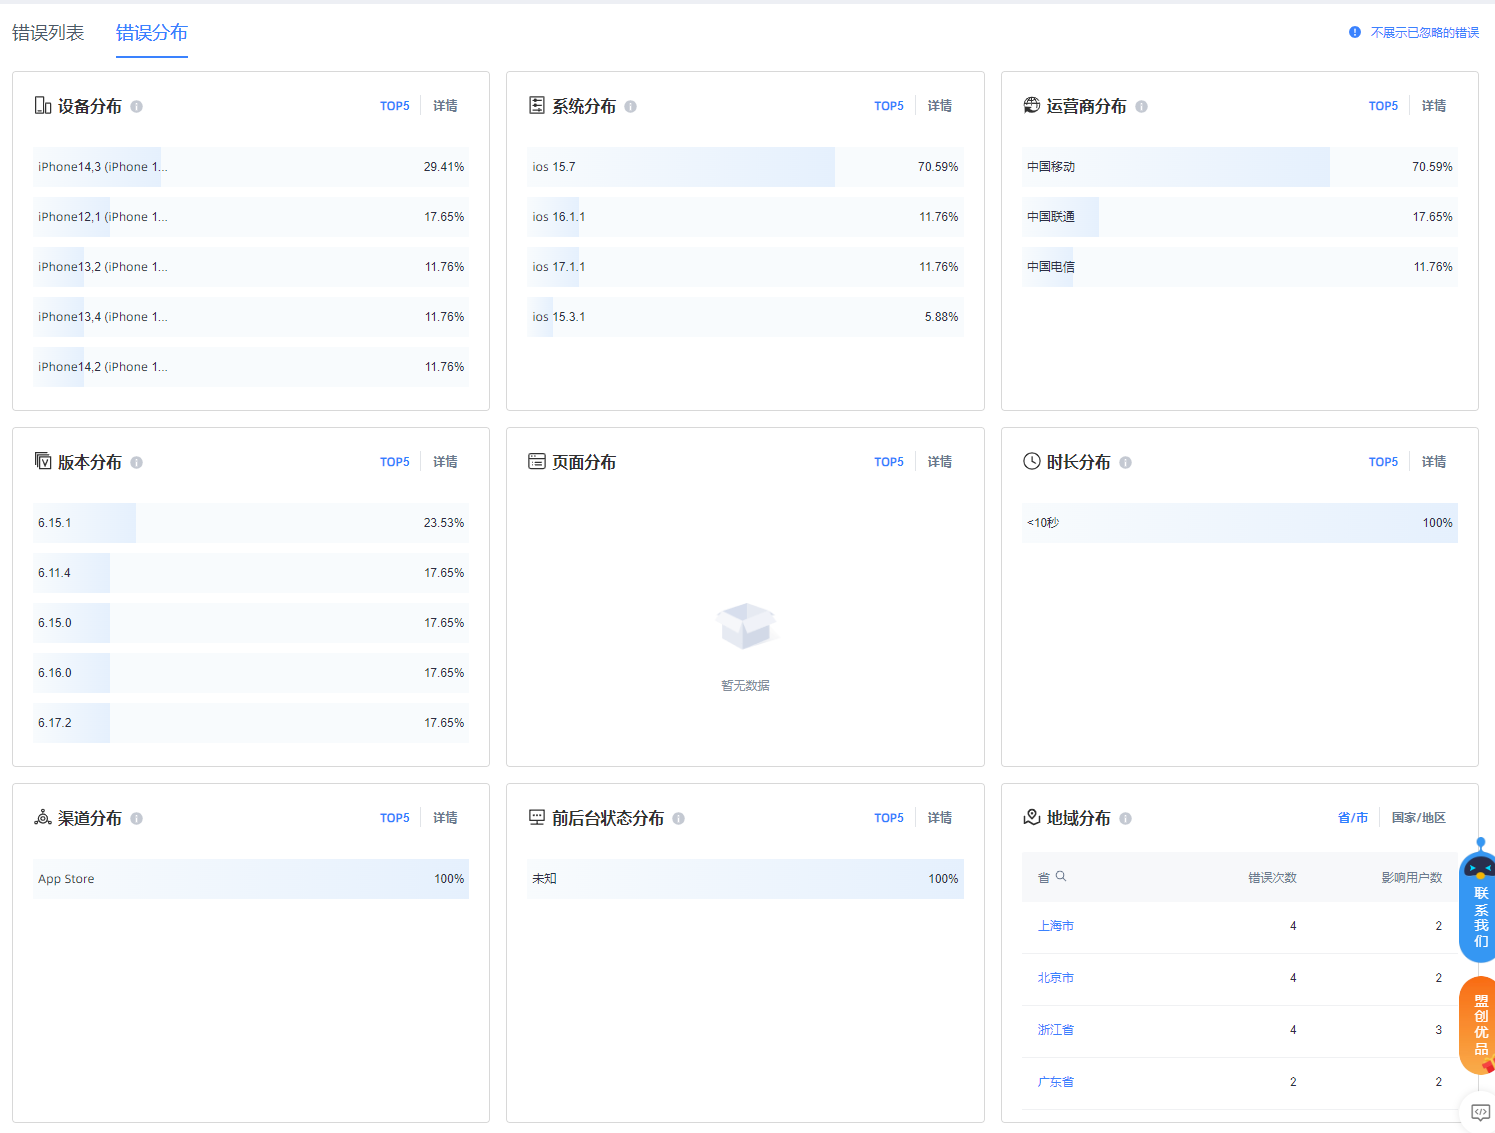 错误列表
错误分布
不展示已忽略的错误
设备分布
TOP5
详情
iPhone14,3 (iPhone 1...
29.41%
iPhone12,1 (iPhone 1...
17.65%
iPhone13,2 (iPhone 1...
11.76%
iPhone13,4 (iPhone 1...
11.76%
iPhone14,2 (iPhone 1...
11.76%
系统分布
TOP5
详情
ios 15.7
70.59%
ios 16.1.1
11.76%
ios 17.1.1
11.76%
ios 15.3.1
5.88%
运营商分布
TOP5
详情
中国移动
70.59%
中国联通
17.65%
中国电信
11.76%
版本分布
TOP5
详情
6.15.1
23.53%
6.11.4
17.65%
6.15.0
17.65%
6.16.0
17.65%
6.17.2
17.65%
页面分布
TOP5
详情
暂无数据
时长分布
TOP5
详情
<10秒
100%
渠道分布
TOP5
详情
App Store
100%
前后台状态分布
TOP5
详情
未知
100%
地域分布
省/市
国家/地区
省
错误次数
影响用户数
上海市
4
2
北京市
4
2
浙江省
4
3
广东省
2
2
联系我们
盟创优品